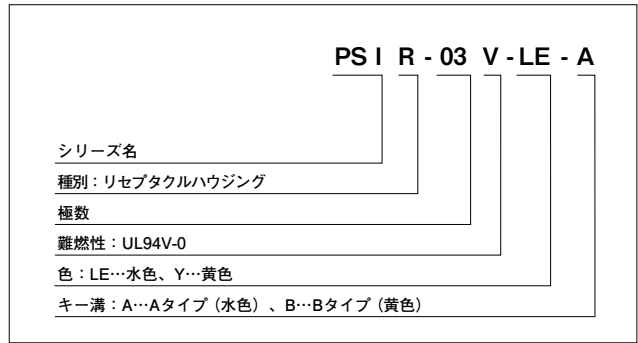 PSI R - 03 V - LE - A
シリーズ名
種別：リセプタクルハウジング
極数
難燃性：UL94V-0
色：LE…水色、Y…黄色
キー溝：A…Aタイプ（水色）、B…Bタイプ（黄色）